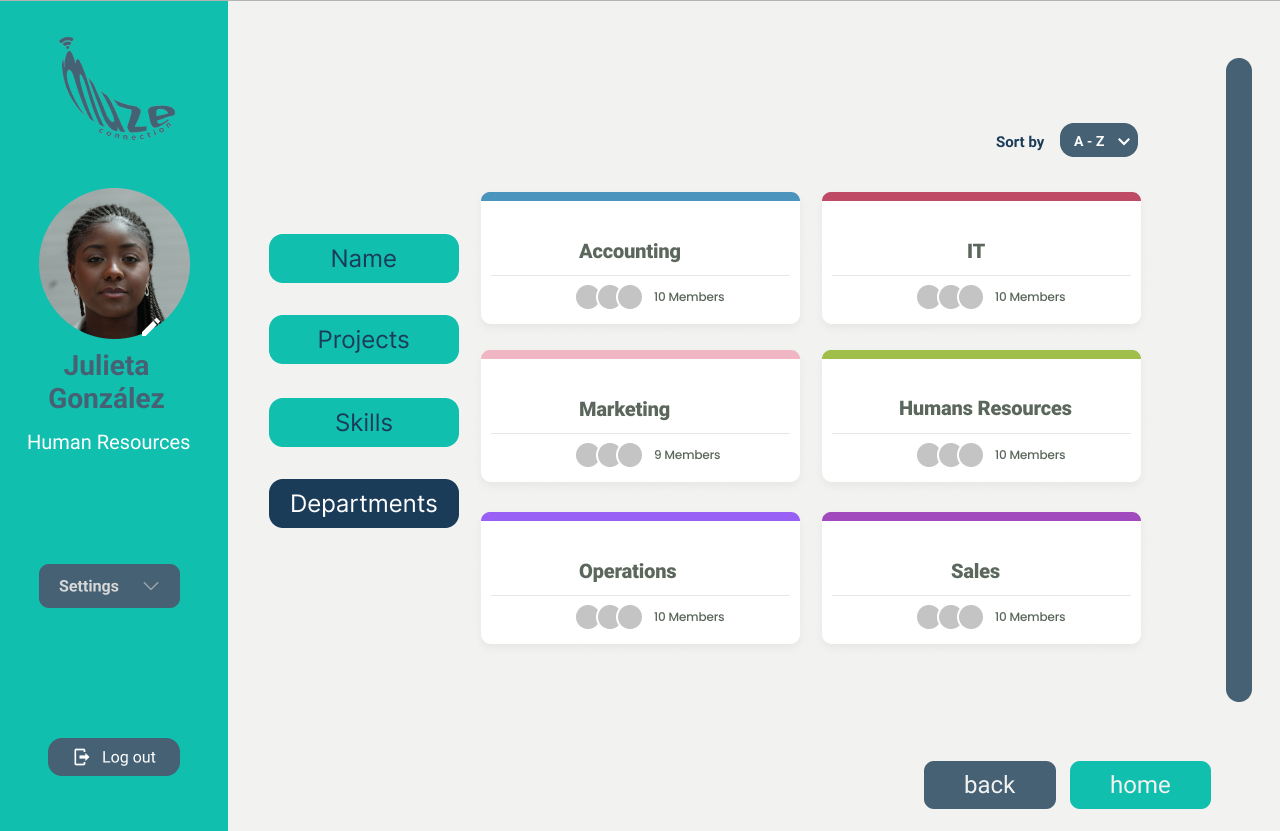 connection
Julieta
González
Human Resources
Settings
Log out
Name
Projects
Skills
Departments
Sort by
A - Z
Accounting
10 Members
IT
10 Members
Marketing
9 Members
Humans Resources
10 Members
Operations
10 Members
Sales
10 Members
back
home